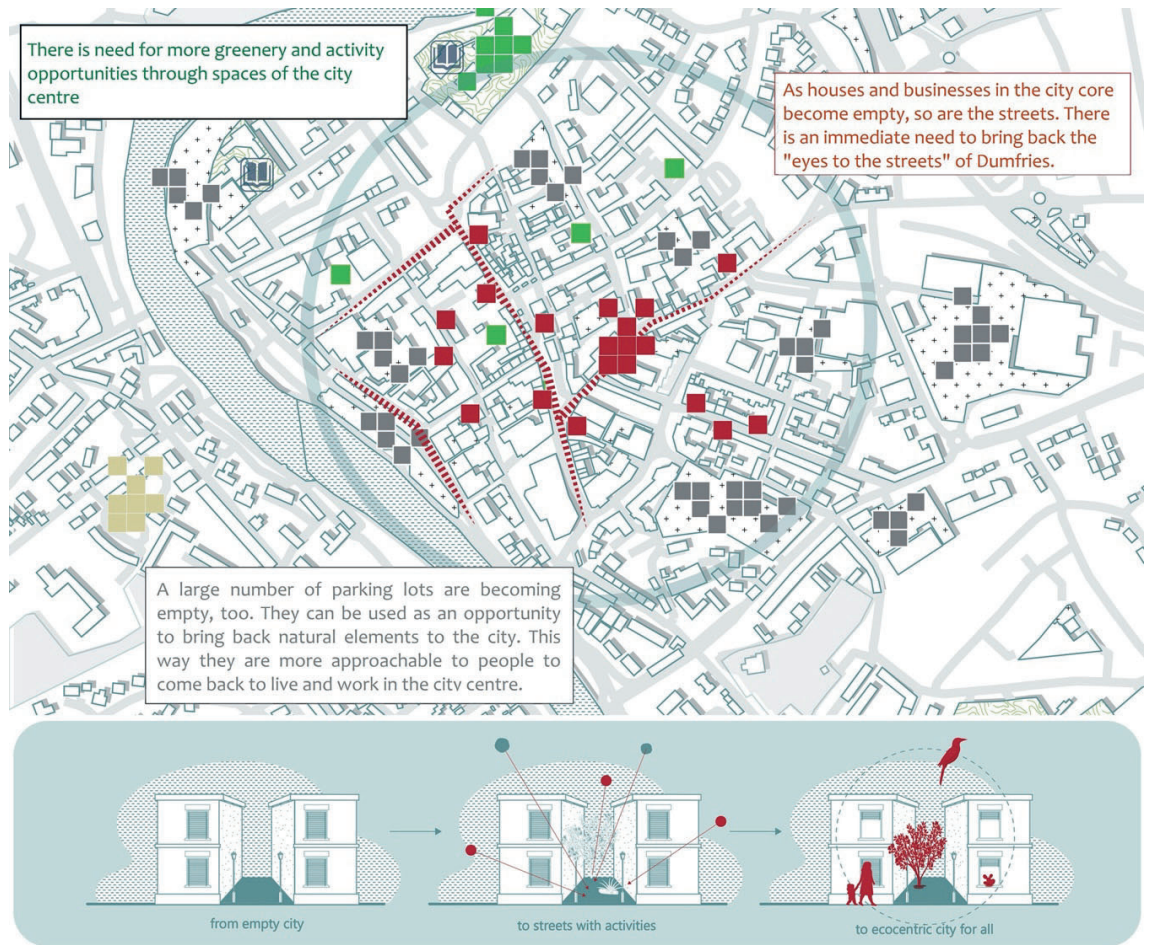 There is need for more greenery and activity
opportunities through spaces of the city
centre
As houses and businesses in the city core
become empty, so are the streets. There
is an immediate need to bring back the
"eyes to the streets" of Dumfries.
A large number of parking lots are becoming
empty, too. They can be used as an opportunity
to bring back natural elements to the city. This
way they are more approachable to people to
come back to live and work in the city centre.
from empty city
to streets with activities
to ecocentric city for all